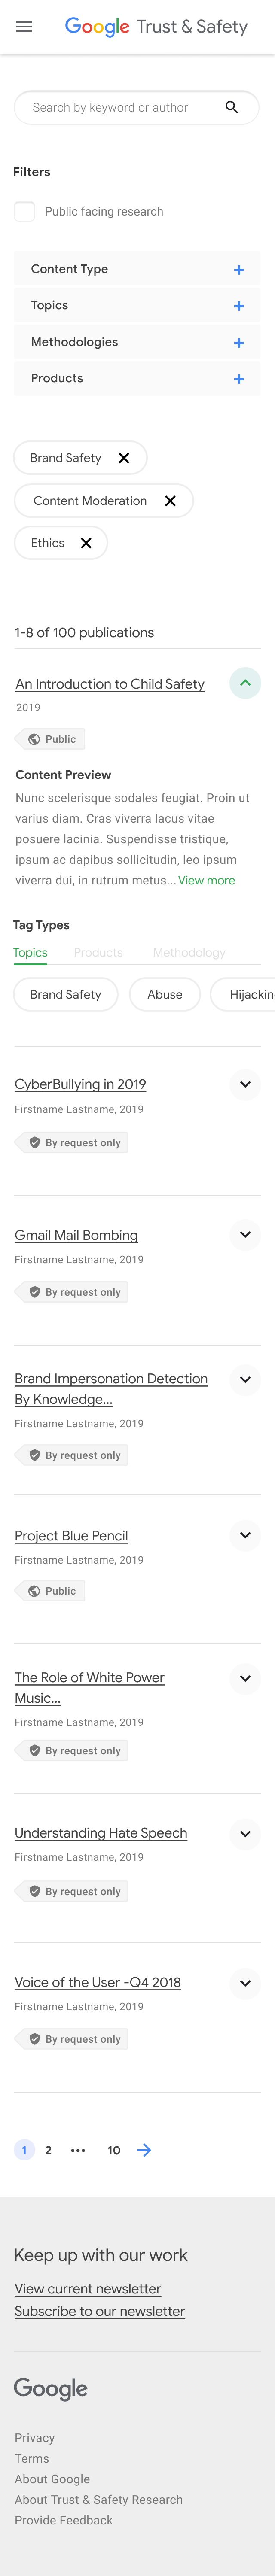 Google Trust & Safety
Search by keyword or author
Filters
Public facing research
Content Type
Topics
Methodologies
Products
Brand Safety
Content Moderation
Ethics
1-8 of 100 publications
An Introduction to Child Safety
2019
Public
Content Preview
Nunc scelerisque sodales feugiat. Proin ut
varius diam. Cras viverra lacus vitae
posuere lacinia. Suspendisse tristique,
ipsum ac dapibus sollicitudin, leo ipsum
viverra dui, in rutrum metus... View more
Tag Types
Topics Products Methodology
Brand Safety Abuse Hijackin
CyberBullying in 2019
Firstname Lastname, 2019
By request only
Gmail Mail Bombing
Firstname Lastname, 2019
By request only
Brand Impersonation Detection
By Knowledge...
Firstname Lastname, 2019
By request only
Project Blue Pencil
Firstname Lastname, 2019
Public
The Role of White Power
Music...
Firstname Lastname, 2019
By request only
Understanding Hate Speech
Firstname Lastname, 2019
By request only
Voice of the User -Q4 2018
Firstname Lastname, 2019
By request only
1 2 ••• 10
Keep up with our work
View current newsletter
Subscribe to our newsletter
Google
Privacy
Terms
About Google
About Trust & Safety Research
Provide Feedback